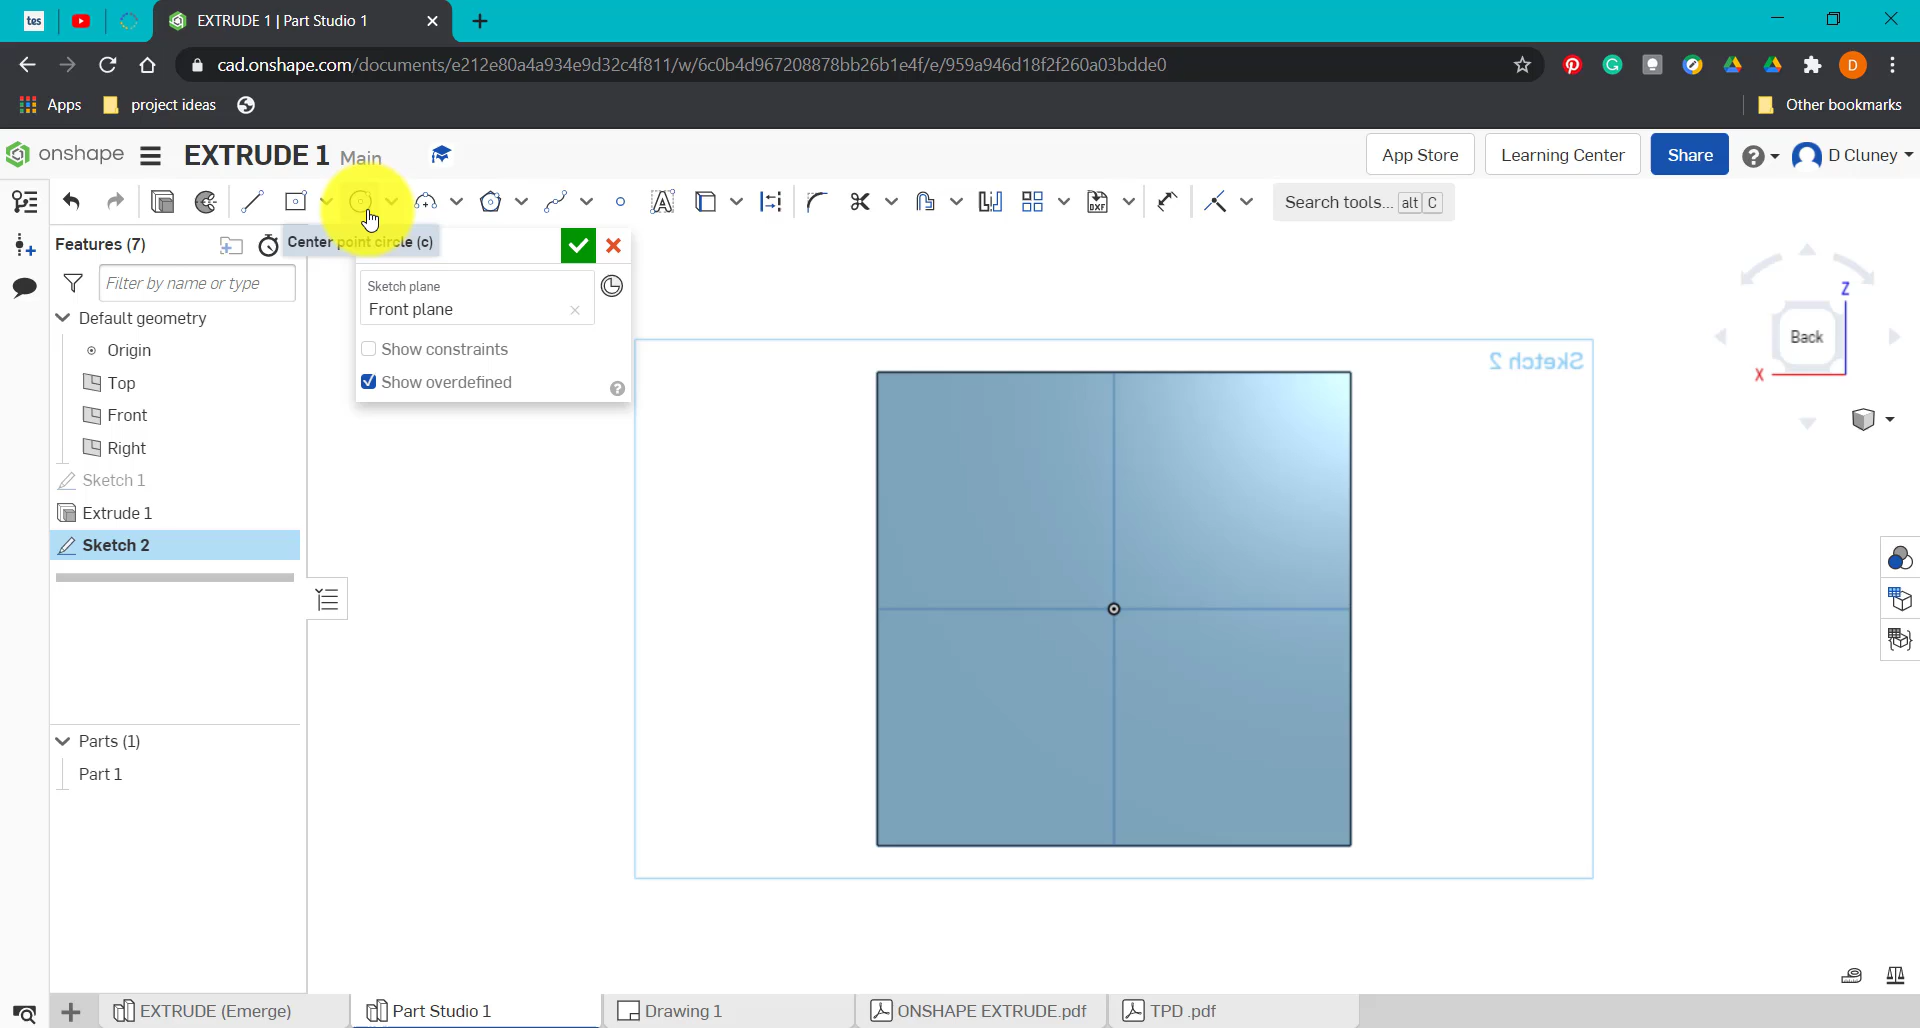 tes
EXTRUDE 1 | Part Studio 1
cad.onshape.com/documents/e212e80a4a934e9d32c4f811/w/6c0b4d967208878bb26b1e4f/e/959a946d18f2f260a03bdde0
D
Apps
project ideas
Other bookmarks
onshape
EXTRUDE 1 Main
App Store
Learning Center
Share
D Cluney
DXF
Search tools... alt C
Features (7)
Center point circle (c)
Filter by name or type
Sketch plane
Front plane
Show constraints
Show overdefined
Default geometry
Origin
Top
Front
Right
Sketch 1
Extrude 1
Sketch 2
Sketch 2
Z
Back
X
Parts (1)
Part 1
EXTRUDE (Emerge)
Part Studio 1
Drawing 1
ONSHAPE EXTRUDE.pdf
TPD .pdf